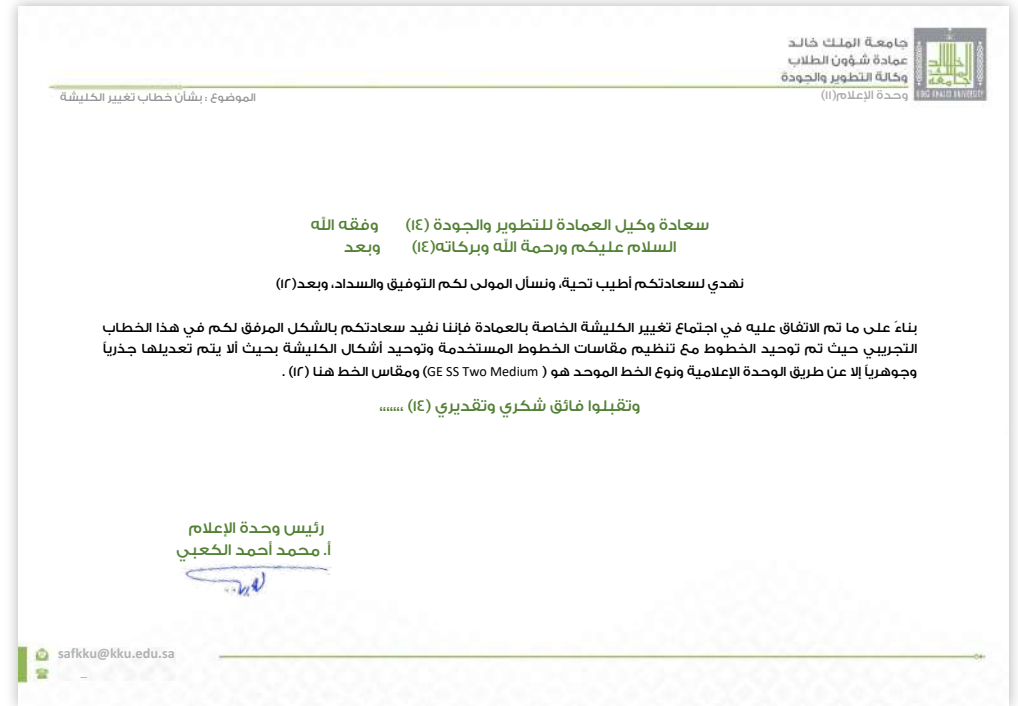 جامعة الملك خالد
عمادة شؤون الطلاب
وكالة التطوير والجودة
وحدة الإعلام(١١)
KING KHALID UNIVERSITY
الموضوع : بشأن خطاب تغيير الكليشة
سعادة وكيل العمادة للتطوير والجودة (١٤) وفقه الله
السلام عليكم ورحمة الله وبركاته(١٤) وبعد
نهدي لسعادتكم أطيب تحية، ونسأل المولى لكم التوفيق والسداد، وبعد(١٢)
بناءً على ما تم الاتفاق عليه في اجتماع تغيير الكليشة الخاصة بالعمادة فإننا نفيد سعادتكم بالشكل المرفق لكم في هذا الخطاب
التجريبي حيث تم توحيد الخطوط مع تنظيم مقاسات الخطوط المستخدمة وتوحيد أشكال الكليشة بحيث ألا يتم تعديلها جذرياً
وجوهرياً إلا عن طريق الوحدة الإعلامية ونوع الخط الموحد هو ( GE SS Two Medium) ومقاس الخط هنا (١٢) .
وتقبلوا فائق شكري وتقديري (١٤) ،،،،،،
رئيس وحدة الإعلام
أ. محمد أحمد الكعبي
safkku@kku.edu.sa